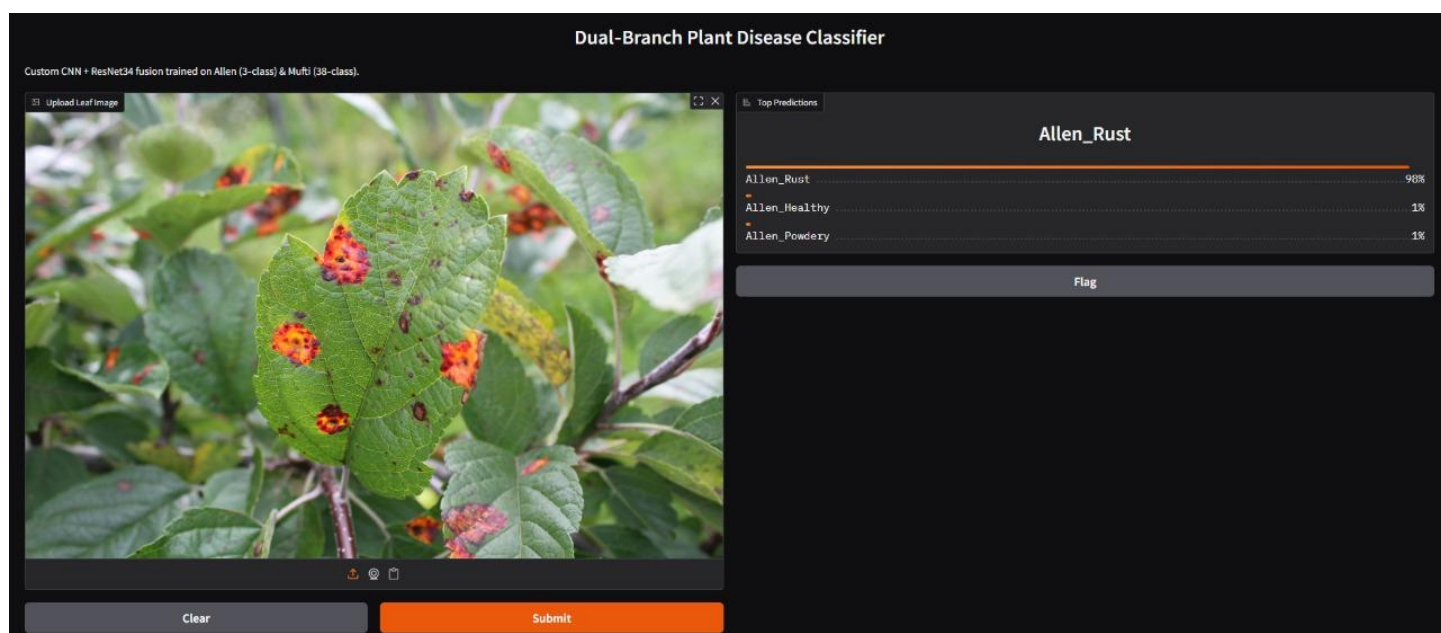 Dual-Branch Plant Disease Classifier
Custom CNN + ResNet34 fusion trained on Allen (3-class) & Mufti (38-class).
Upload Leaf Image
Top Predictions
Allen_Rust
Allen_Rust 98%
Allen_Healthy 1%
Allen_Powdery 1%
Flag
Clear
Submit